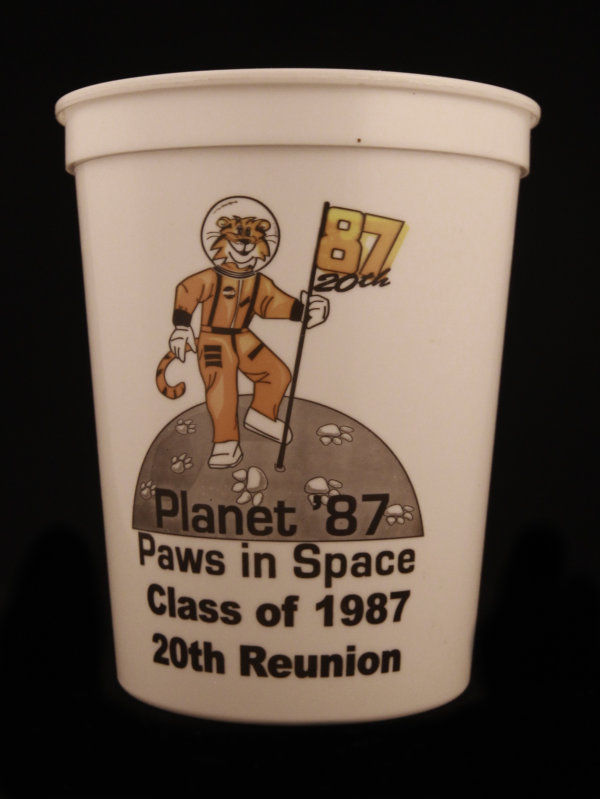 87
20th
Planet '87
Paws in Space
Class of 1987
20th Reunion